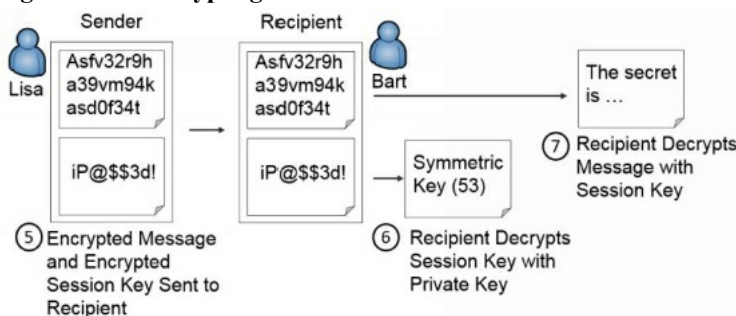 Sender
Recipient
Lisa
Asfv32r9h
a39vm94k
asd0f34t
iP@$$3d!
Asfv32r9h
a39vm94k
asd0f34t
iP@$$3d!
Bart
The secret
is ...
Symmetric
Key (53)
5 Encrypted Message
and Encrypted
Session Key Sent to
Recipient
6 Recipient Decrypts
Session Key with
Private Key
7 Recipient Decrypts
Message with
Session Key